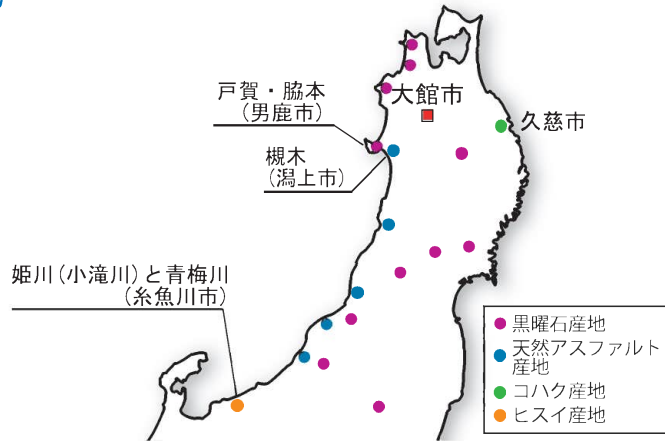 大館市
久慈市
戸賀・脇本
(男鹿市)
槻木
(潟上市)
姫川(小滝川)と青梅川
(糸魚川市)
黒曜石産地
天然アスファルト
産地
コハク産地
ヒスイ産地